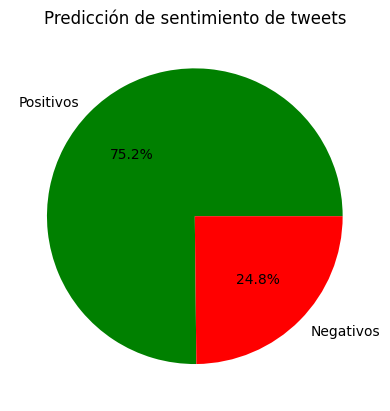 Predicción de sentimiento de tweets
Positivos
75.2%
24.8%
Negativos